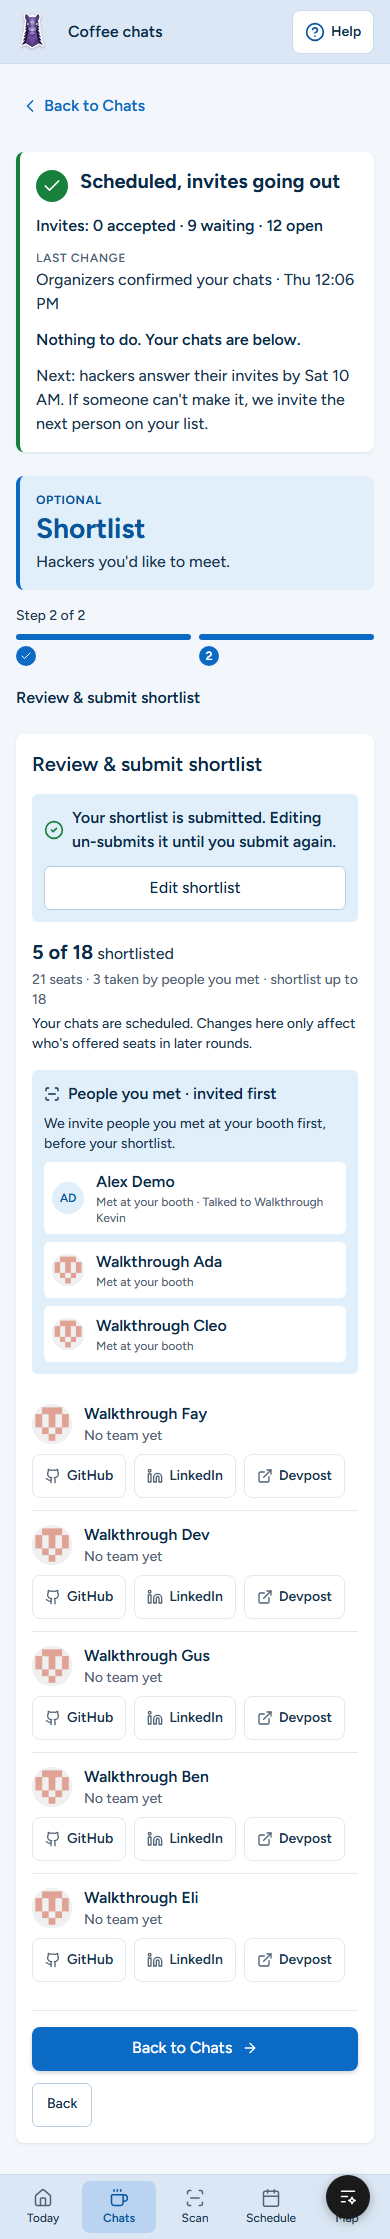 Coffee chats
Help
Back to Chats
Scheduled, invites going out
Invites: 0 accepted · 9 waiting · 12 open
LAST CHANGE
Organizers confirmed your chats · Thu 12:06
PM
Nothing to do. Your chats are below.
Next: hackers answer their invites by Sat 10
AM. If someone can't make it, we invite the
next person on your list.
OPTIONAL
Shortlist
Hackers you'd like to meet.
Step 2 of 2
2
Review & submit shortlist
Review & submit shortlist
Your shortlist is submitted. Editing
un-submits it until you submit again.
Edit shortlist
5 of 18 shortlisted
21 seats · 3 taken by people you met · shortlist up to
18
Your chats are scheduled. Changes here only affect
who's offered seats in later rounds.
People you met · invited first
We invite people you met at your booth first,
before your shortlist.
AD
Alex Demo
Met at your booth · Talked to Walkthrough
Kevin
Walkthrough Ada
Met at your booth
Walkthrough Cleo
Met at your booth
Walkthrough Fay
No team yet
GitHub LinkedIn Devpost
Walkthrough Dev
No team yet
GitHub LinkedIn Devpost
Walkthrough Gus
No team yet
GitHub LinkedIn Devpost
Walkthrough Ben
No team yet
GitHub LinkedIn Devpost
Walkthrough Eli
No team yet
GitHub LinkedIn Devpost
Back to Chats
Back
Today Chats Scan Schedule Map